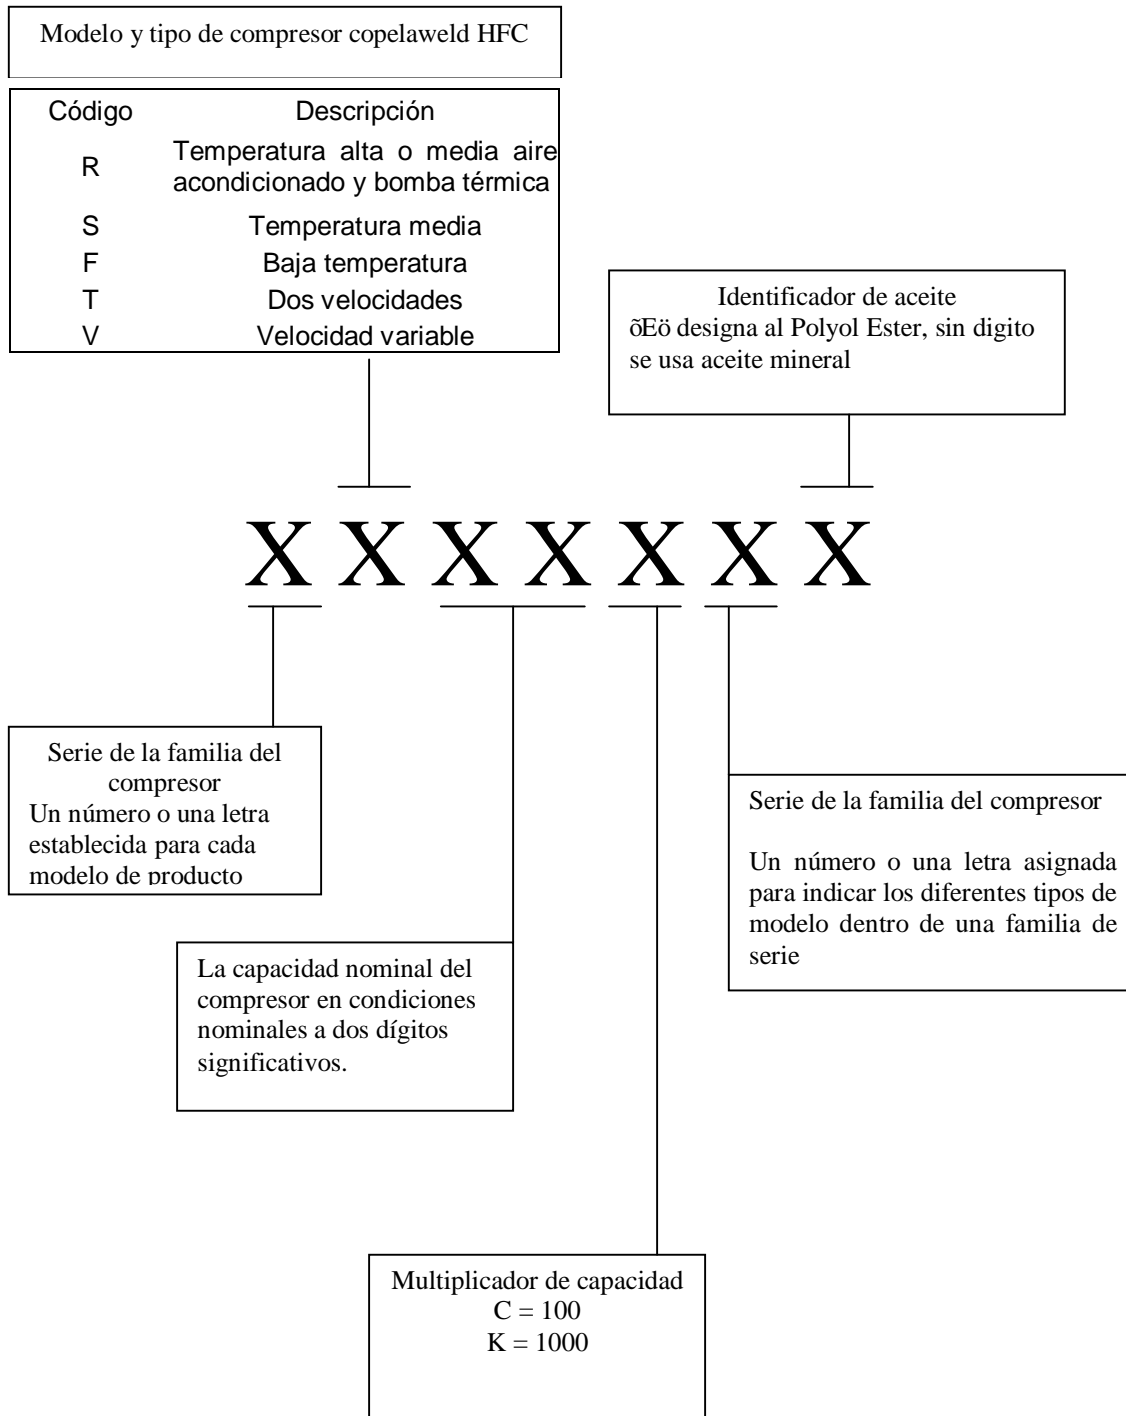 Modelo y tipo de compresor copelaweld HFC
Código Descripción
R Temperatura alta o media aire
acondicionado y bomba térmica
S Temperatura media
F Baja temperatura
T Dos velocidades
V Velocidad variable
Identificador de aceite
õEö designa al Polyol Ester, sin digito
se usa aceite mineral
X X X X X X X
Serie de la familia del
compresor
Un número o una letra
establecida para cada
modelo de producto
Serie de la familia del compresor
Un número o una letra asignada
para indicar los diferentes tipos de
modelo dentro de una familia de
serie
La capacidad nominal del
compresor en condiciones
nominales a dos dígitos
significativos.
Multiplicador de capacidad
C = 100
K = 1000